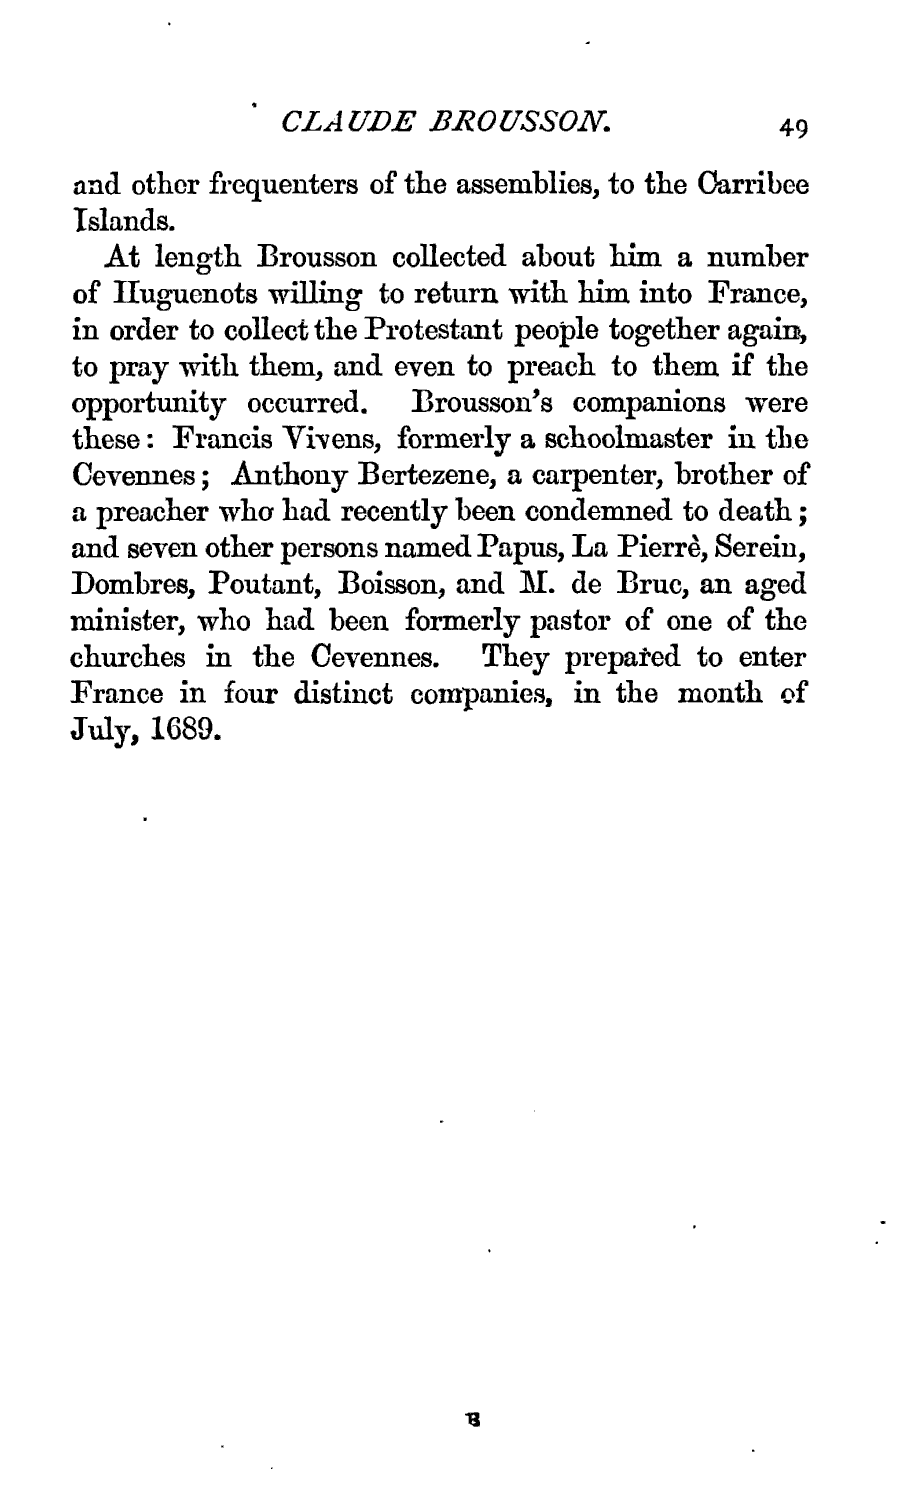 CLAUDE BROUSSON. 49
and other frequenters of the assemblies, to the Carribee
Islands.
At length Brousson collected about him a number
of Huguenots willing to return with him into France,
in order to collect the Protestant people together again,
to pray with them, and even to preach to them if the
opportunity occurred. Brousson's companions were
these: Francis Vivens, formerly a schoolmaster in the
Cevennes; Anthony Bertezene, a carpenter, brother of
a preacher who had recently been condemned to death;
and seven other persons named Papus, La Pierrè, Serein,
Dombres, Poutant, Boisson, and M. de Bruc, an aged
minister, who had been formerly pastor of one of the
churches in the Cevennes. They prepared to enter
France in four distinct companies, in the month of
July, 1689.
E